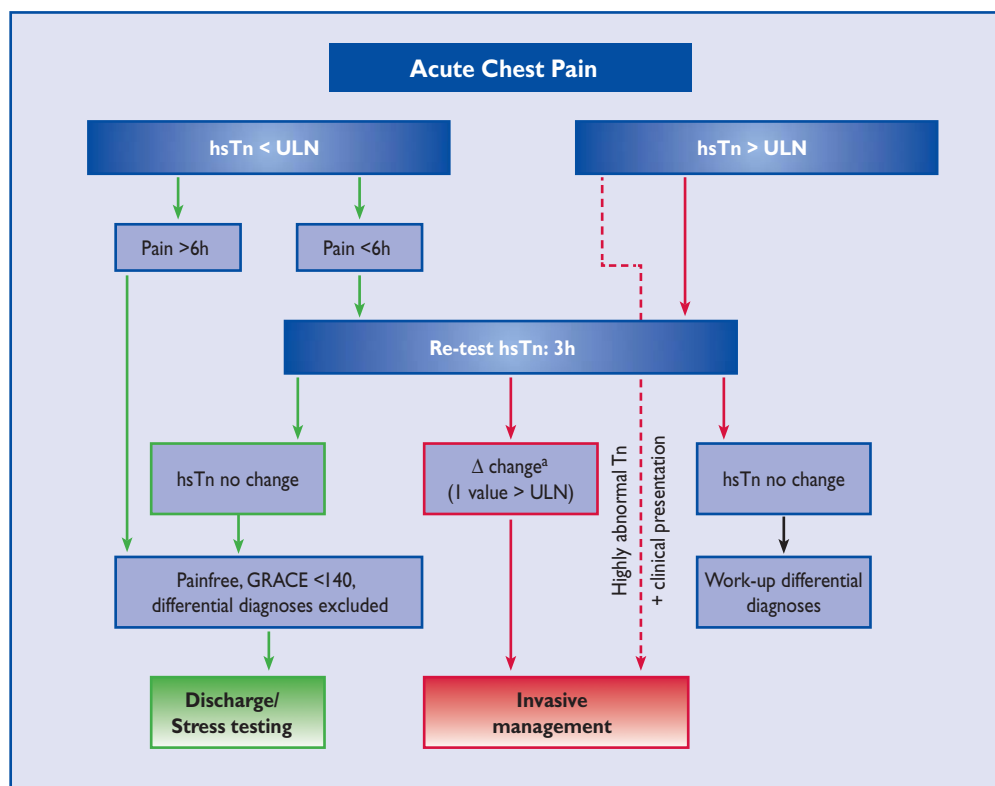 Acute Chest Pain
hsTn < ULN
hsTn > ULN
Pain >6h
Pain <6h
Re-test hsTn: 3h
hsTn no change
Δ changeᵃ
(1 value > ULN)
Highly abnormal Tn
+ clinical presentation
hsTn no change
Painfree, GRACE <140,
differential diagnoses excluded
Work-up differential
diagnoses
Discharge/
Stress testing
Invasive
management